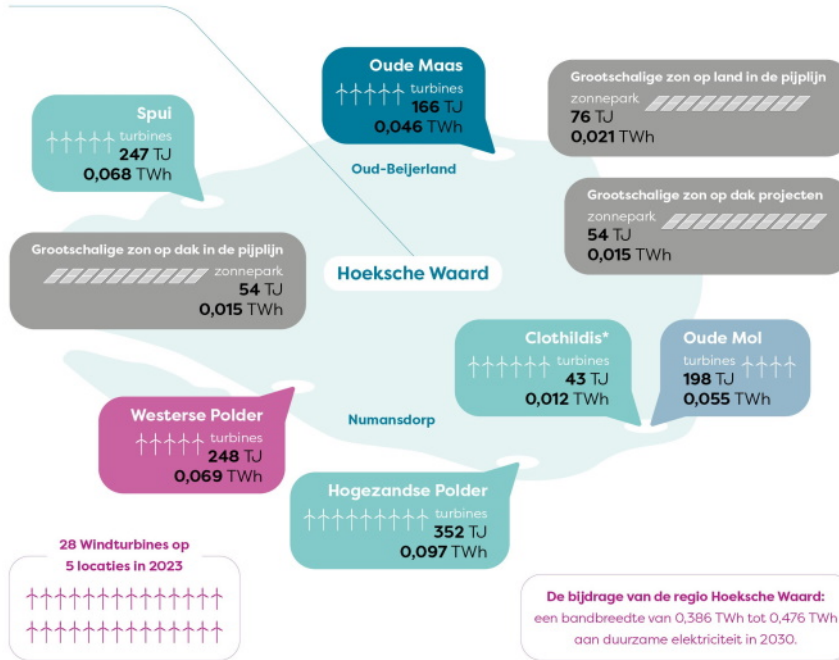 Oude Maas
turbines
166 TJ
0,046 TWh
Grootschalige zon op land in de pijplijn
zonnepark
76 TJ
0,021 TWh
Spui
turbines
247 TJ
0,068 TWh
Oud-Beijerland
Grootschalige zon op dak projecten
zonnepark
54 TJ
0,015 TWh
Grootschalige zon op dak in de pijplijn
zonnepark
54 TJ
0,015 TWh
Hoeksche Waard
Clothildis*
turbines
43 TJ
0,012 TWh
Oude Mol
turbines
198 TJ
0,055 TWh
Westerse Polder
turbines
248 TJ
0,069 TWh
Numansdorp
Hogezandse Polder
turbines
352 TJ
0,097 TWh
28 Windturbines op
5 locaties in 2023
De bijdrage van de regio Hoeksche Waard:
een bandbreedte van 0,386 TWh tot 0,476 TWh
aan duurzame elektriciteit in 2030.